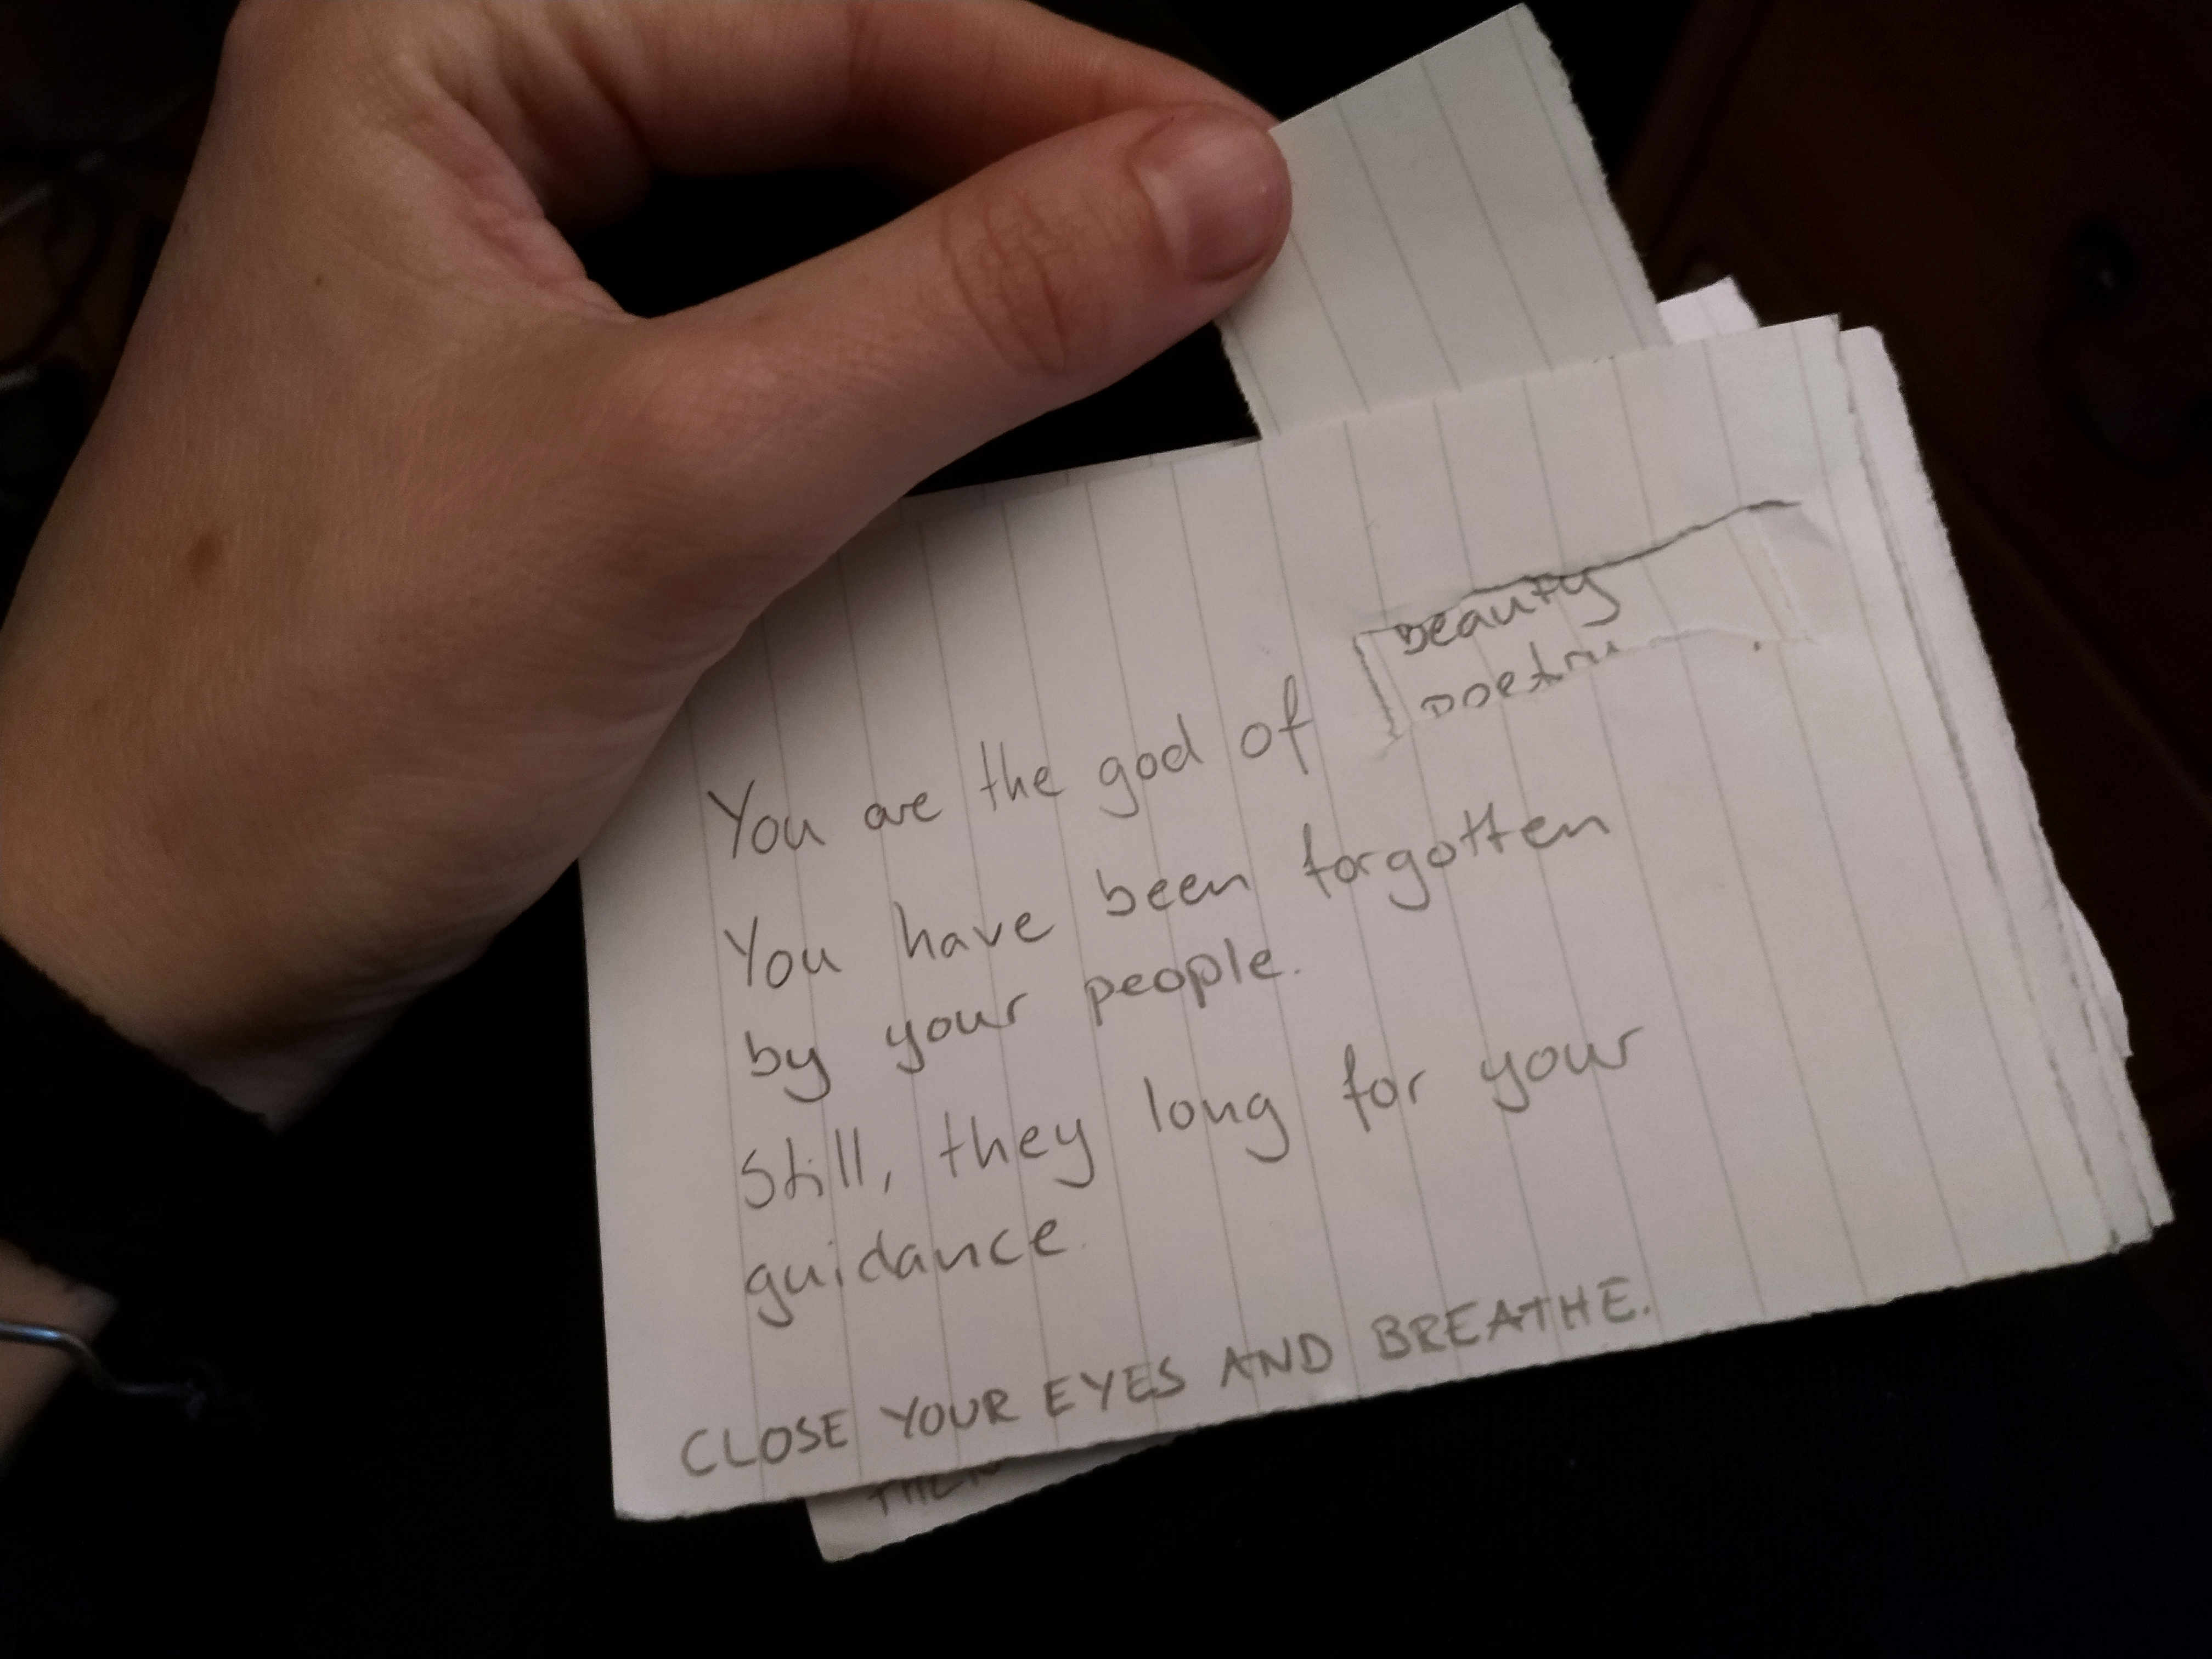 beauty
poetry
You are the god of
You have been forgotten
by your people.
Still, they long for your
guidance.
CLOSE YOUR EYES AND BREATHE.
THEN